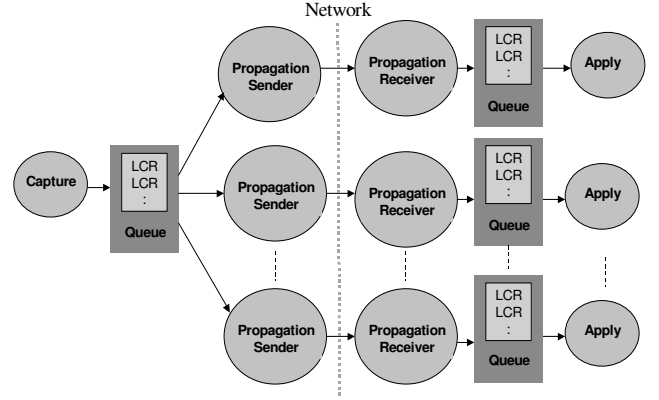 Network
Capture
LCR
LCR
:
Queue
Propagation
Sender
Propagation
Receiver
LCR
LCR
:
Queue
Apply
Propagation
Sender
Propagation
Receiver
LCR
LCR
:
Queue
Apply
Propagation
Sender
Propagation
Receiver
LCR
LCR
:
Queue
Apply